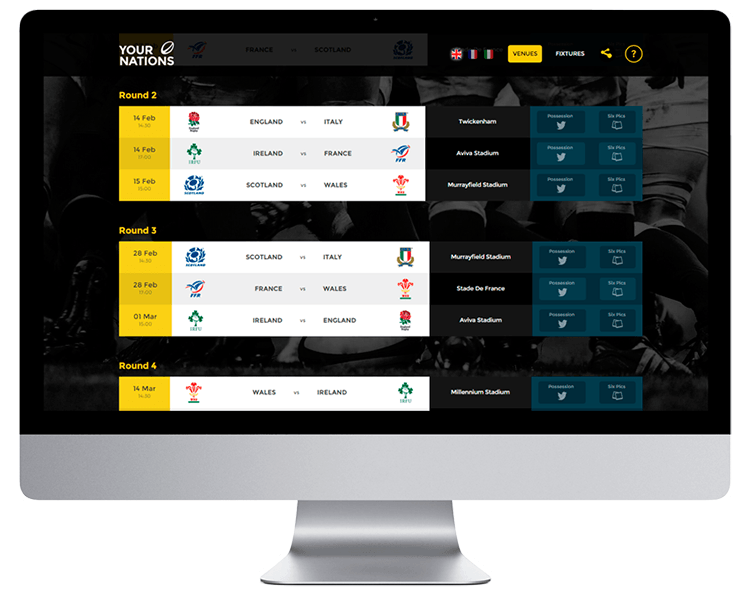 YOUR NATIONS
FRANCE vs SCOTLAND
VENUES
FIXTURES
?
Round 2
14 Feb 14:30 ENGLAND vs ITALY Twickenham Possession Six Pics
14 Feb 17:00 IRELAND vs FRANCE FFR Aviva Stadium Possession Six Pics
15 Feb 15:00 SCOTLAND SCOTLAND vs WALES Murrayfield Stadium Possession Six Pics
Round 3
28 Feb 14:30 SCOTLAND SCOTLAND vs ITALY Murrayfield Stadium Possession Six Pics
28 Feb 17:00 FFR FRANCE vs WALES Stade De France Possession Six Pics
01 Mar 15:00 IRFU IRELAND vs ENGLAND Aviva Stadium Possession Six Pics
Round 4
14 Mar 14:30 WALES vs IRELAND IRFU Millennium Stadium Possession Six Pics